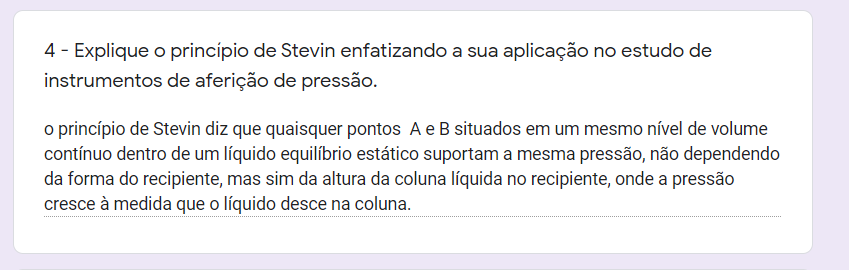 4 - Explique o princípio de Stevin enfatizando a sua aplicação no estudo de
instrumentos de aferição de pressão.
o princípio de Stevin diz que quaisquer pontos  A e B situados em um mesmo nível de volume
contínuo dentro de um líquido equilíbrio estático suportam a mesma pressão, não dependendo
da forma do recipiente, mas sim da altura da coluna líquida no recipiente, onde a pressão
cresce à medida que o líquido desce na coluna.